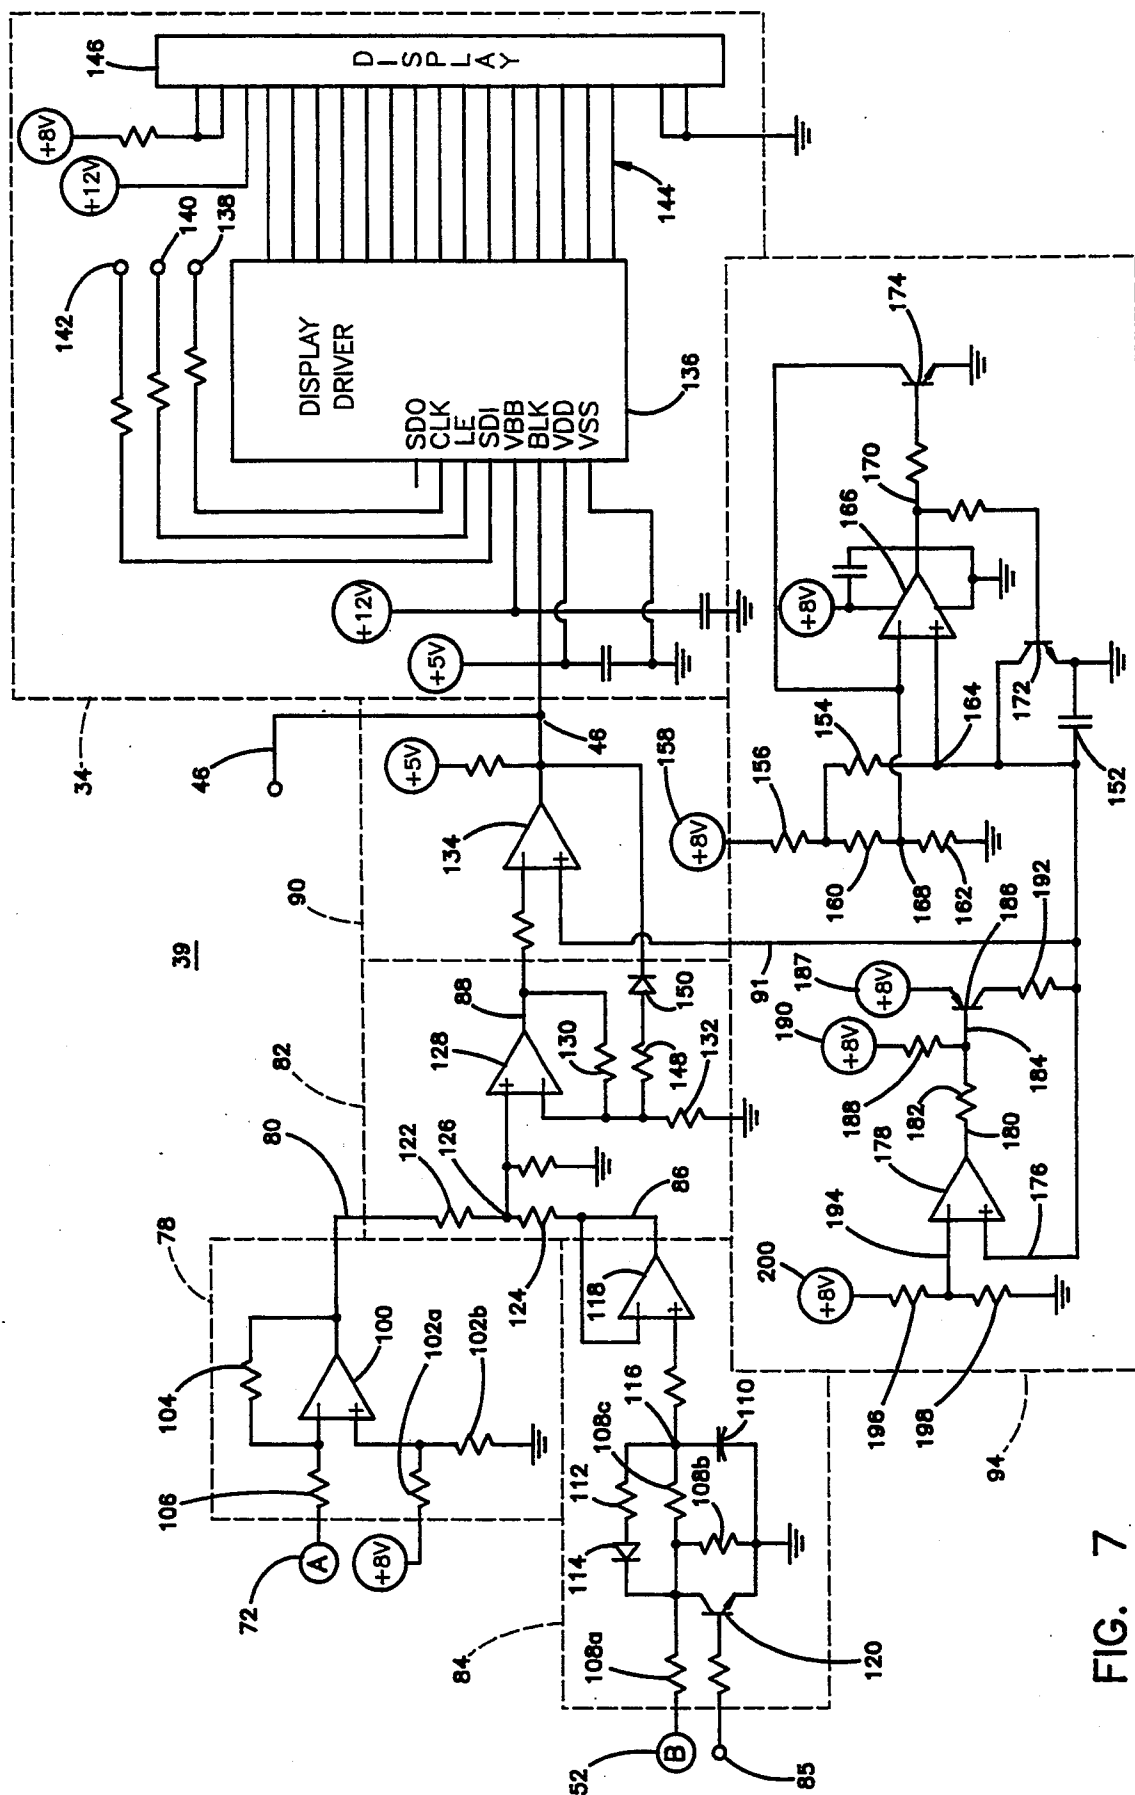 39
34
46
90
82
80
78
104
106
72
A
+8V
100
102a
102b
122
126
124
86
118
128
88
130
148
132
150
91
134
+5V
46
+5V
+12V
142
140
138
+8V
+12V
146
DISPLAY
144
DISPLAY
DRIVER
SDO
CLK
LE
SDI
VBB
BLK
VDD
VSS
136
84
52
B
85
108a
114
112
108c
108b
116
110
120
94
200
+8V
194
196
198
178
176
180
182
184
188
190
+8V
187
+8V
186
192
158
+8V
156
154
160
168
162
164
152
+8V
166
170
172
174
FIG. 7